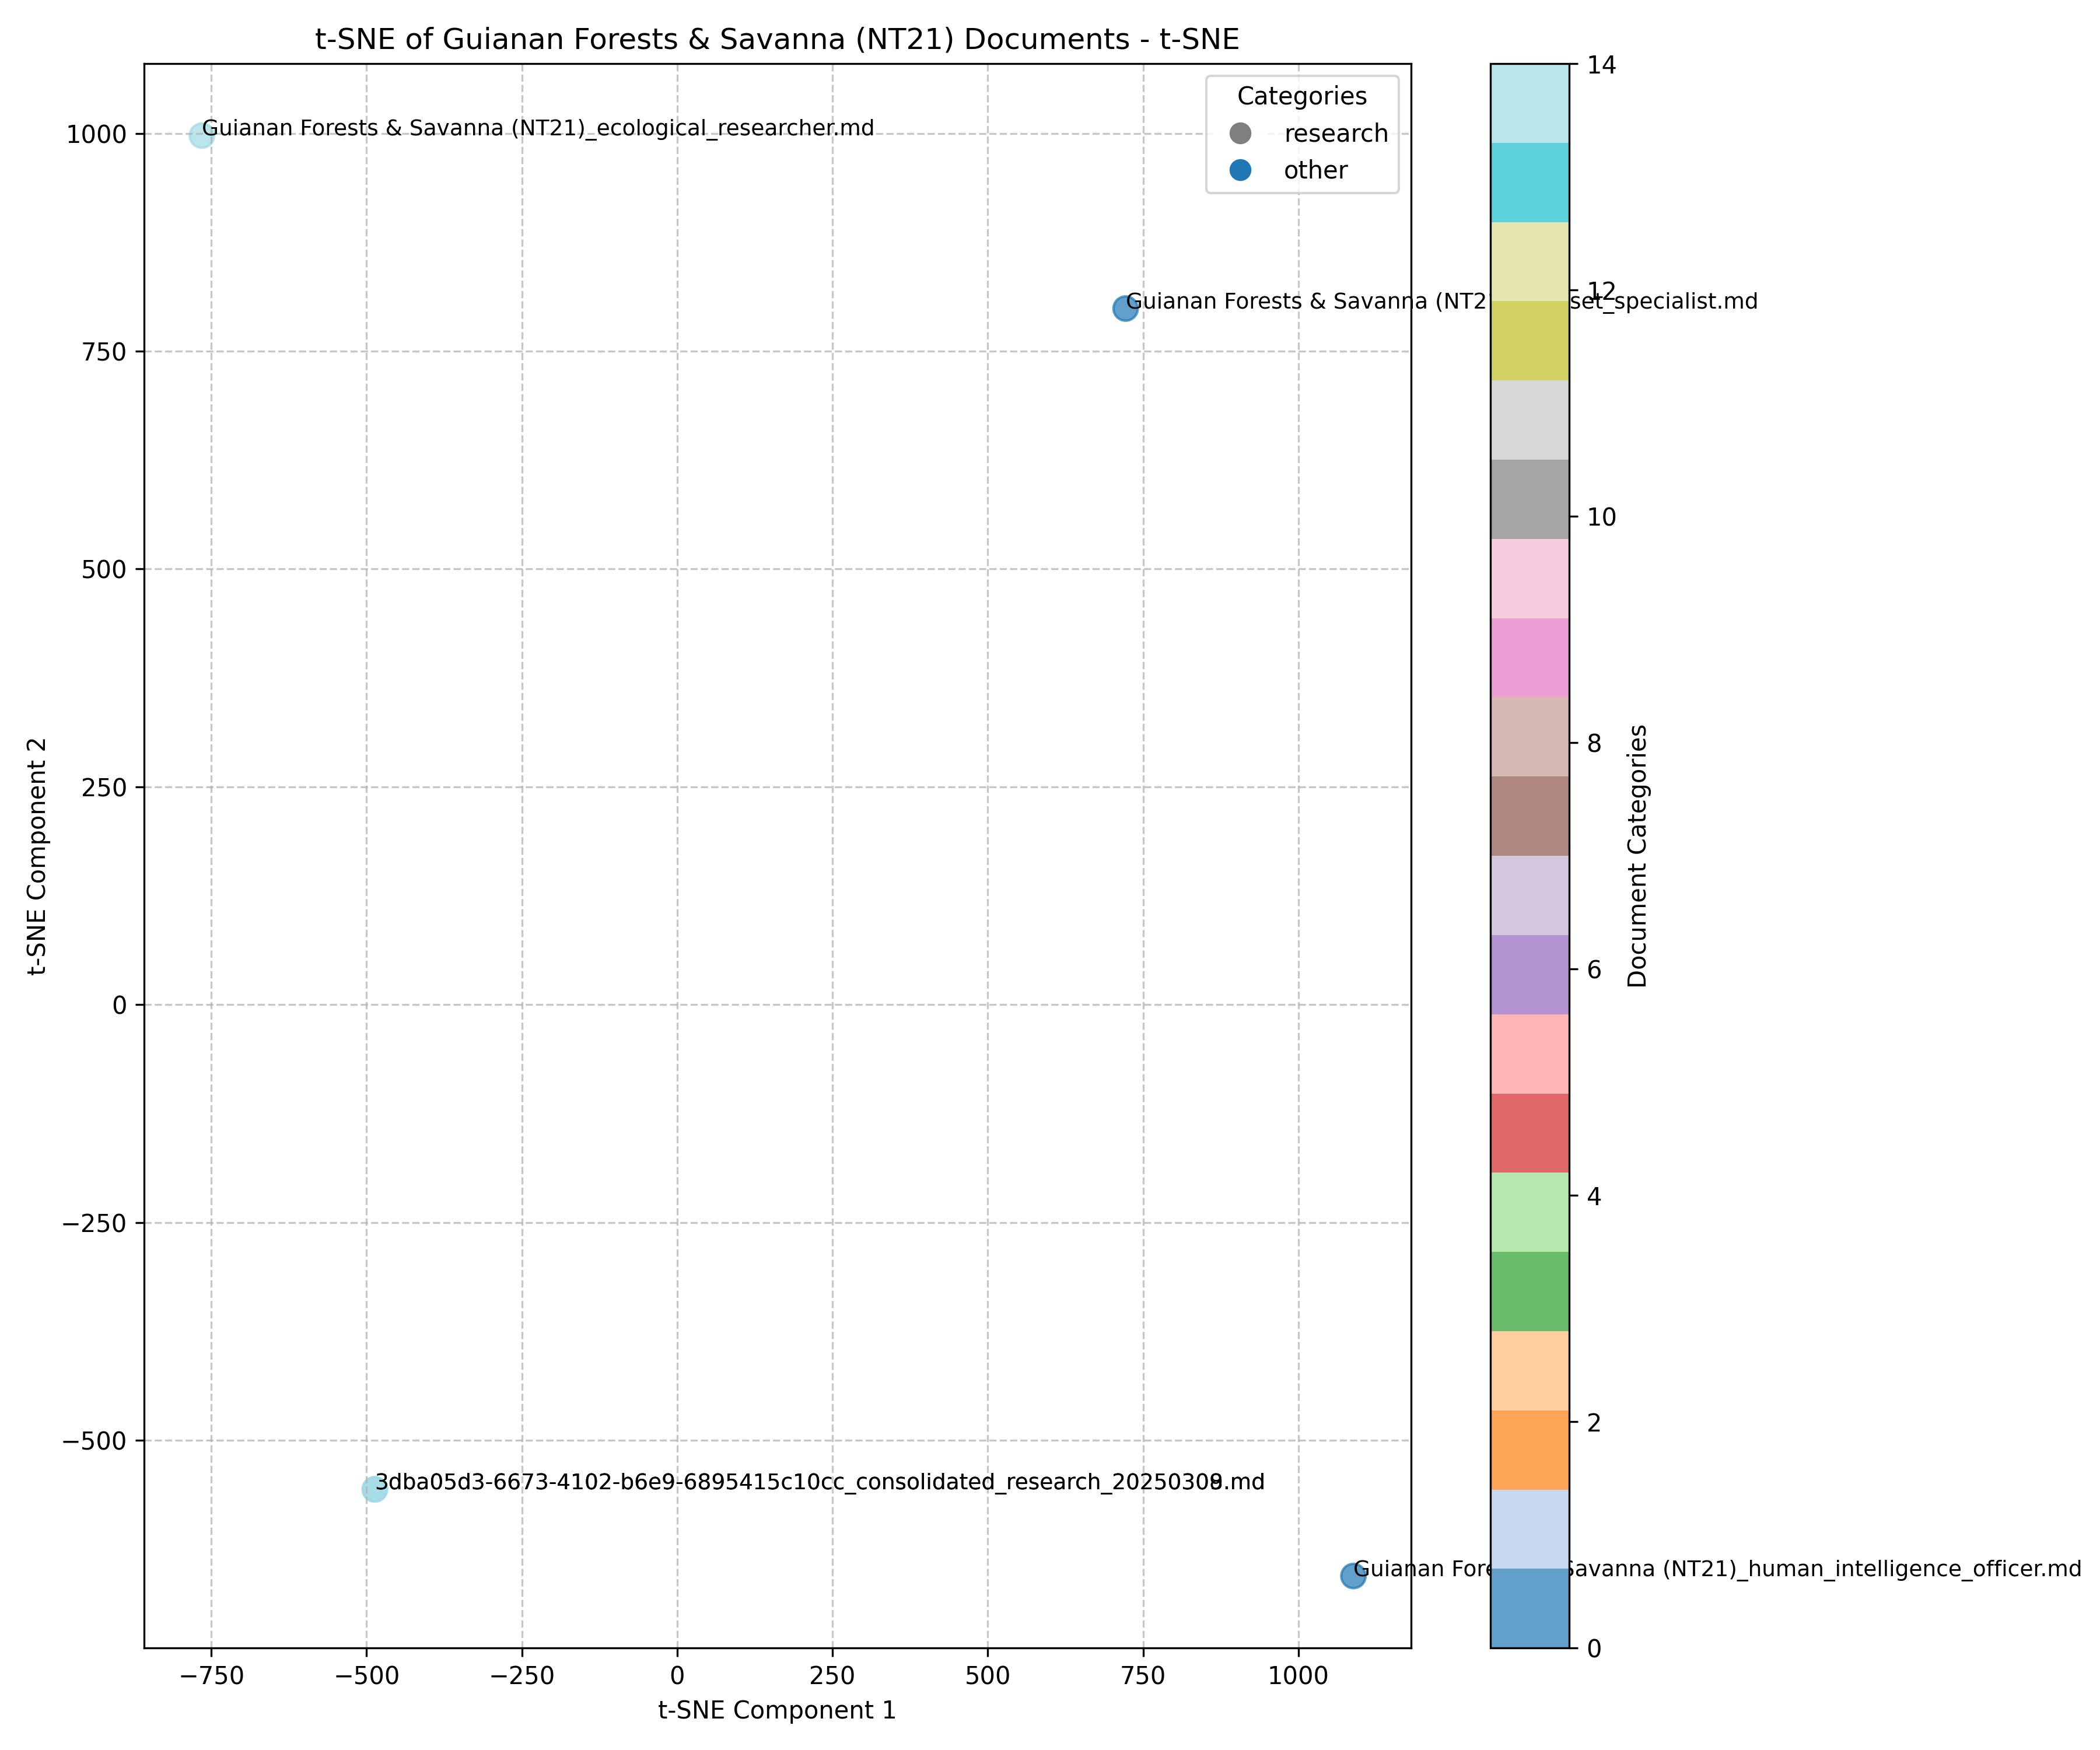 t-SNE of Guianan Forests & Savanna (NT21) Documents - t-SNE
Categories
research
other
Guianan Forests & Savanna (NT21)_ecological_researcher.md
Guianan Forests & Savanna (NT2 set_specialist.md
3dba05d3-6673-4102-b6e9-6895415c10cc_consolidated_research_20250309.md
Guianan Fore Savanna (NT21)_human_intelligence_officer.md
1000
750
500
250
0
−250
−500
t-SNE Component 2
−750
−500
−250
0
250
500
750
1000
t-SNE Component 1
14
12
10
8
6
4
2
0
Document Categories